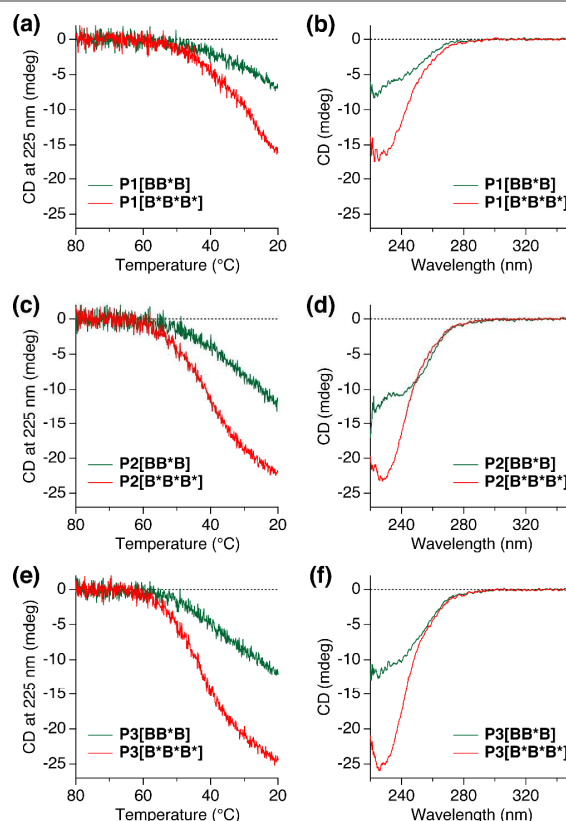 (a)
0
-5
-10
-15
-20
-25
CD at 225 nm (mdeg)
P1[BB*B]
P1[B*B*B*]
80 60 40 20
Temperature (°C)
(b)
0
-5
-10
-15
-20
-25
CD (mdeg)
P1[BB*B]
P1[B*B*B*]
240 280 320
Wavelength (nm)
(c)
0
-5
-10
-15
-20
-25
CD at 225 nm (mdeg)
P2[BB*B]
P2[B*B*B*]
80 60 40 20
Temperature (°C)
(d)
0
-5
-10
-15
-20
-25
CD (mdeg)
P2[BB*B]
P2[B*B*B*]
240 280 320
Wavelength (nm)
(e)
0
-5
-10
-15
-20
-25
CD at 225 nm (mdeg)
P3[BB*B]
P3[B*B*B*]
80 60 40 20
Temperature (°C)
(f)
0
-5
-10
-15
-20
-25
CD (mdeg)
P3[BB*B]
P3[B*B*B*]
240 280 320
Wavelength (nm)